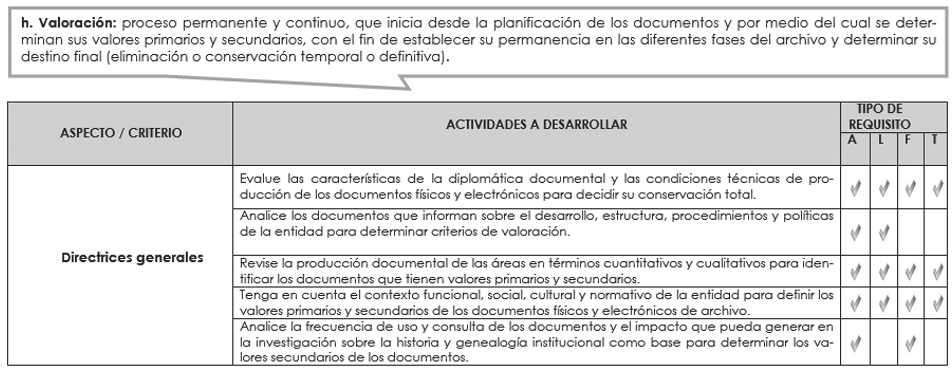 h. Valoración: proceso permanente y continuo, que inicia desde la planificación de los documentos y por medio del cual se deter-
minan sus valores primarios y secundarios, con el fin de establecer su permanencia en las diferentes fases del archivo y determinar su
destino final (eliminación o conservación temporal o definitiva).
ASPECTO / CRITERIO
ACTIVIDADES A DESARROLLAR
TIPO DE
REQUISITO
A L F T
Directrices generales
Evalue las características de la diplomática documental y las condiciones técnicas de pro-
ducción de los documentos físicos y electrónicos para decidir su conservación total.
Analice los documentos que informan sobre el desarrollo, estructura, procedimientos y políticas
de la entidad para determinar criterios de valoración.
Revise la producción documental de las áreas en términos cuantitativos y cualitativos para iden-
tificar los documentos que tienen valores primarios y secundarios.
Tenga en cuenta el contexto funcional, social, cultural y normativo de la entidad para definir los
valores primarios y secundarios de los documentos físicos y electrónicos de archivo.
Analice la frecuencia de uso y consulta de los documentos y el impacto que pueda generar en
la investigación sobre la historia y genealogía institucional como base para determinar los va-
lores secundarios de los documentos.